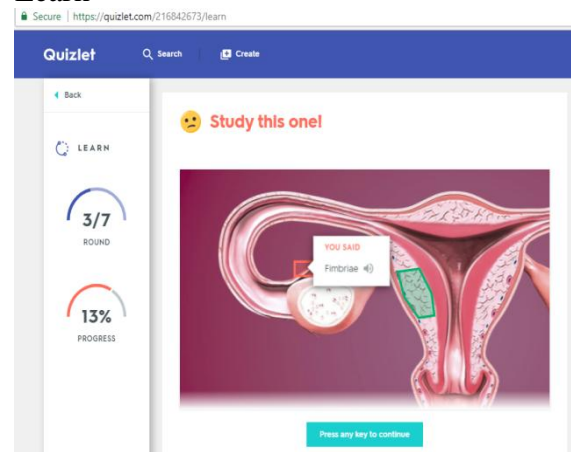 Learn
Secure | https://quizlet.com/216842673/learn
Quizlet Search Create
Back
Study this one!
LEARN
3/7
ROUND
YOU SAID
Fimbriae
13%
PROGRESS
Press any key to continue